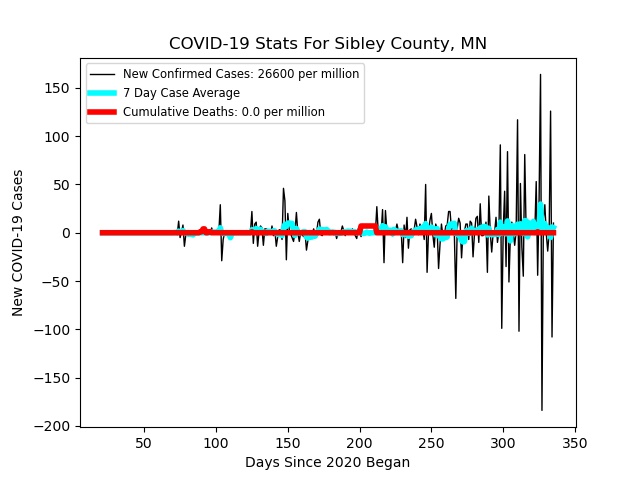 COVID-19 Stats For Sibley County, MN
New Confirmed Cases: 26600 per million
7 Day Case Average
Cumulative Deaths: 0.0 per million
New COVID-19 Cases
150
100
50
0
−50
−100
−150
−200
50 100 150 200 250 300 350
Days Since 2020 Began